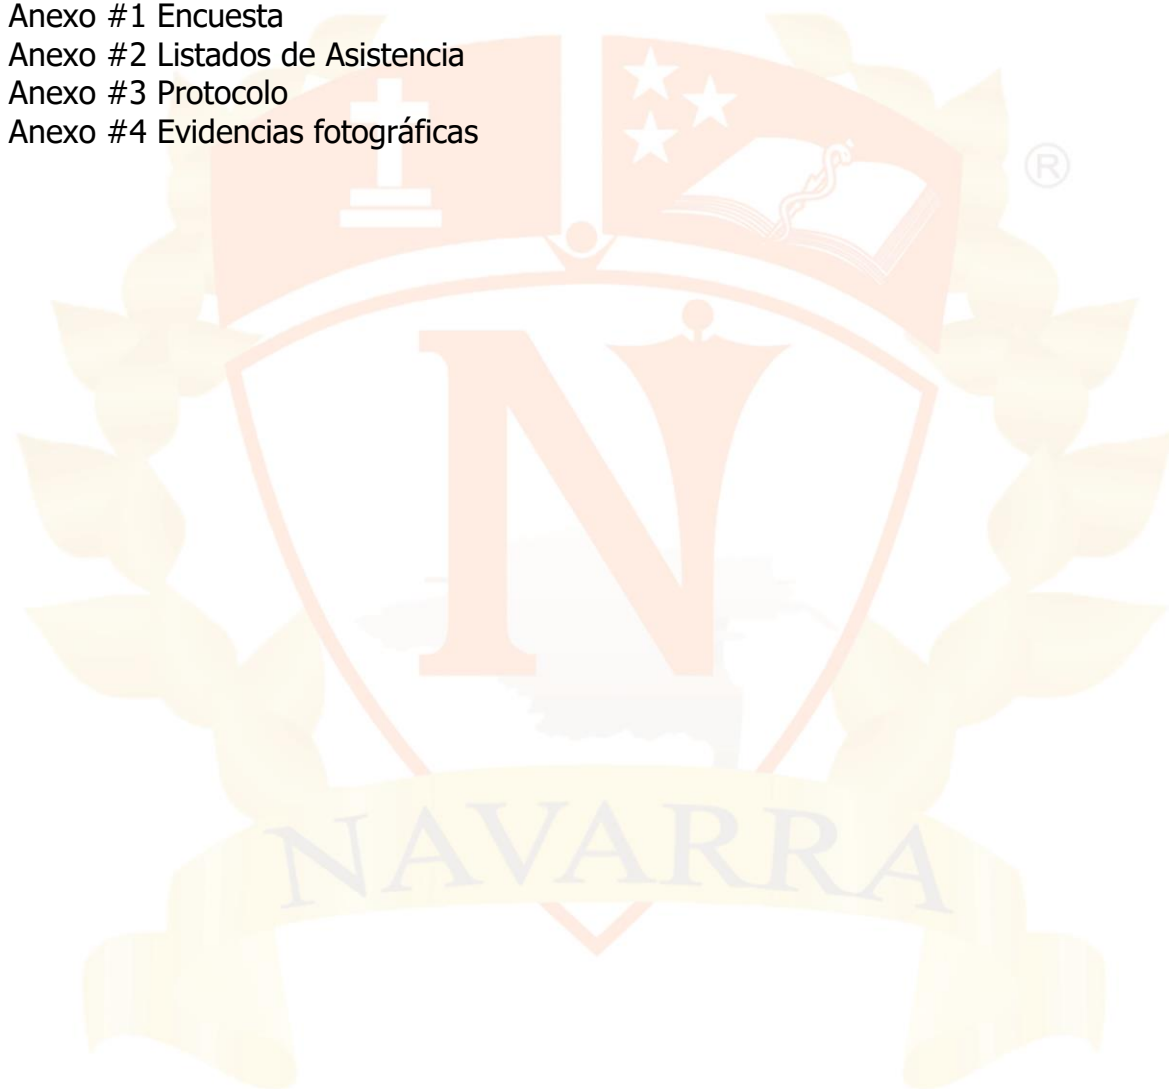 Anexo #1 Encuesta
Anexo #2 Listados de Asistencia
Anexo #3 Protocolo
Anexo #4 Evidencias fotográficas
®
N
NAVARRA